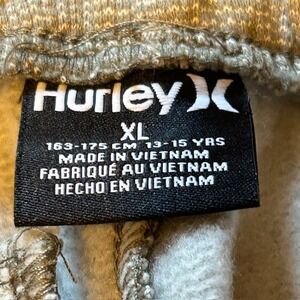 Hurley
XL
163-175 CM 13-15 YRS
MADE IN VIETNAM
FABRIQUÉ AU VIETNAM
HECHO EN VIETNAM